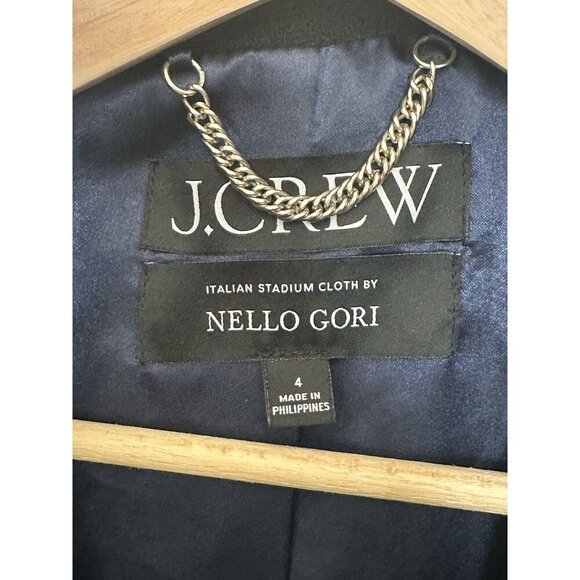 J.CREW
ITALIAN STADIUM CLOTH BY
NELLO GORI
4
MADE IN
PHILIPPINES